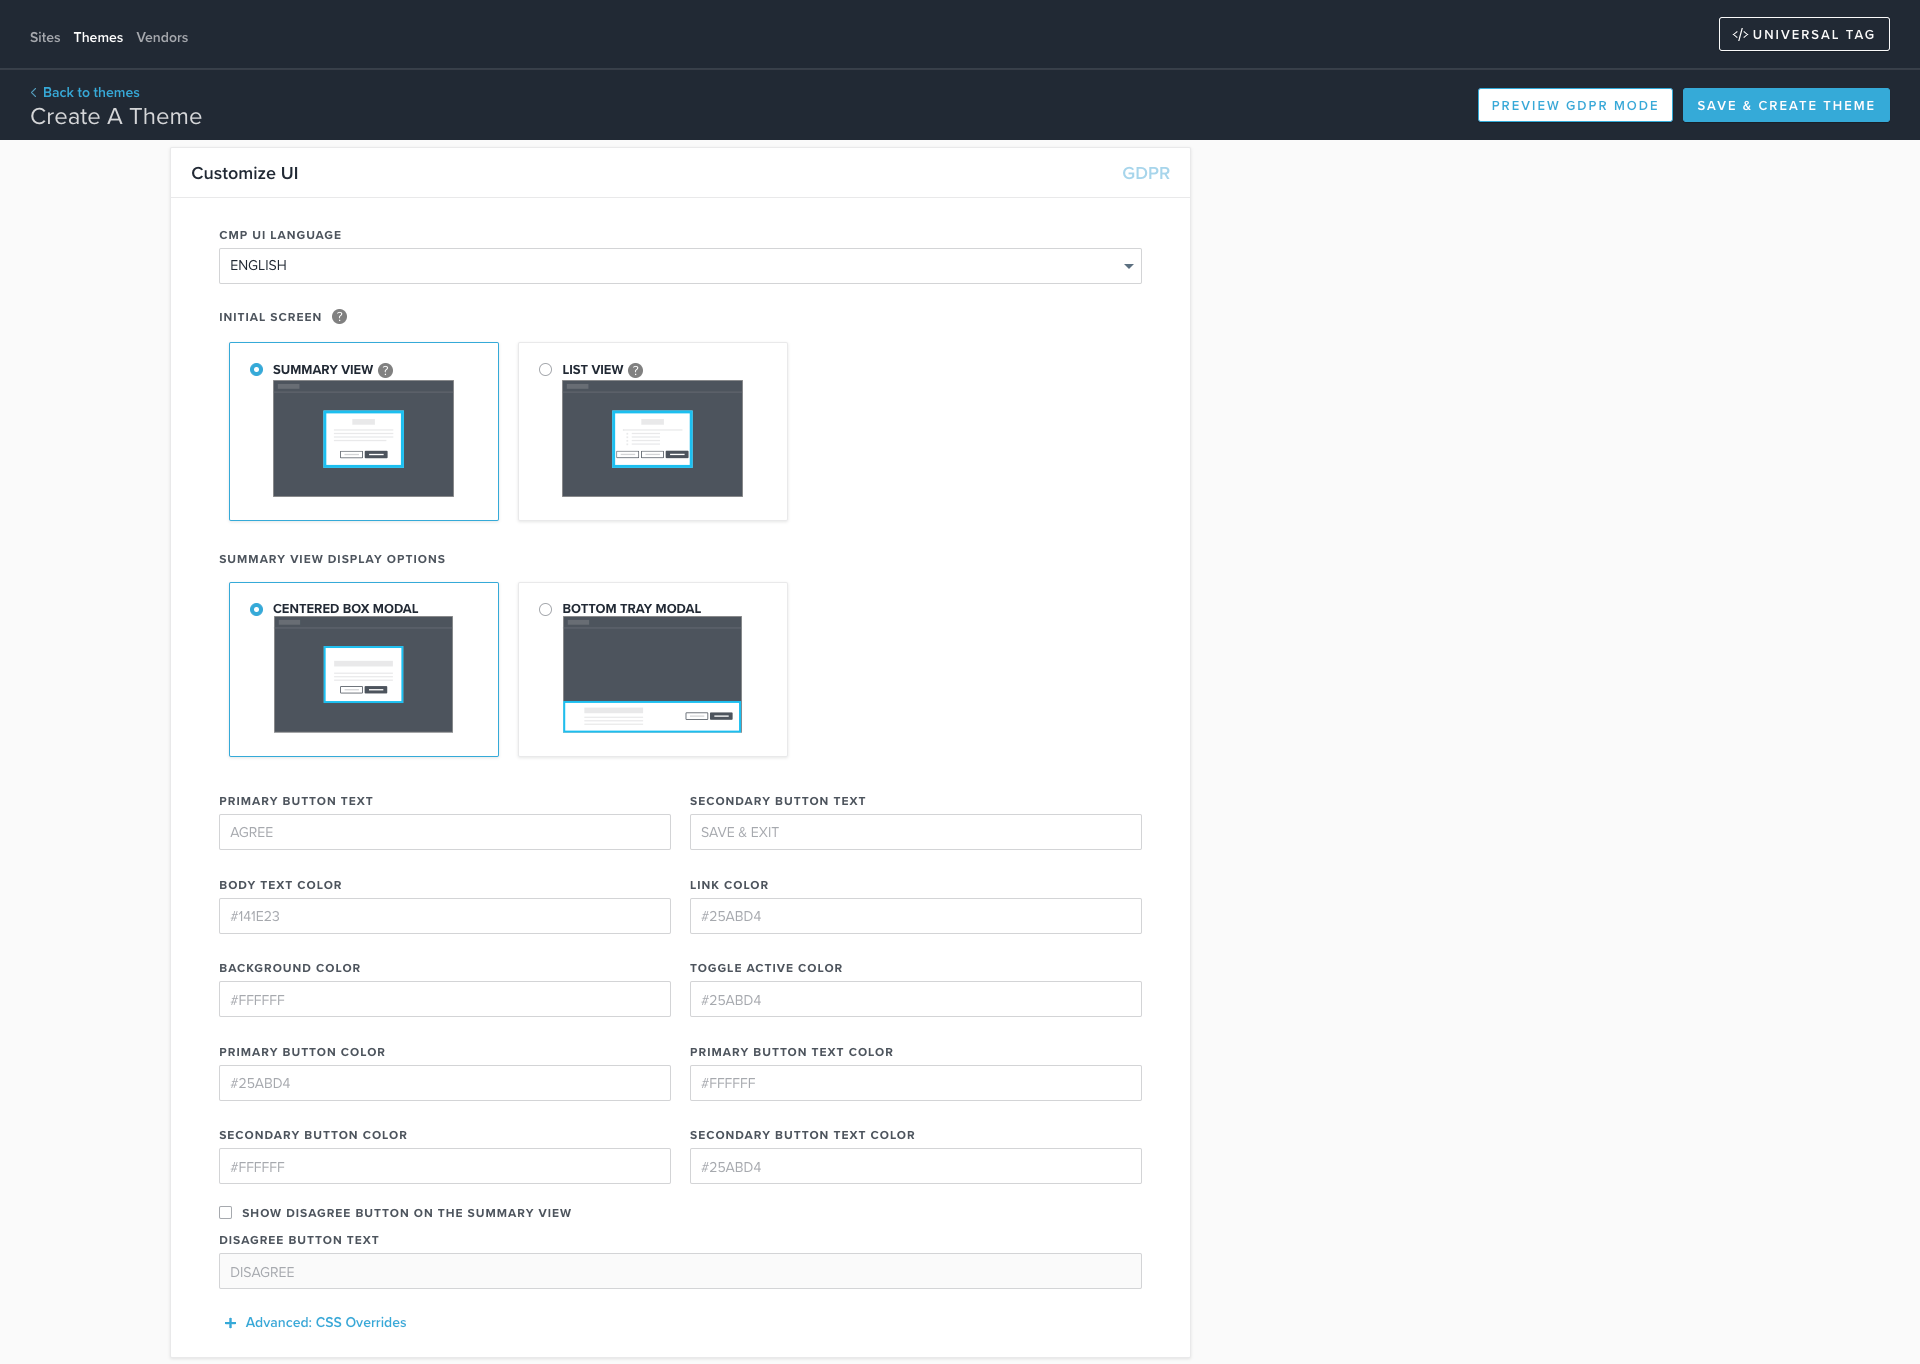 Sites Themes Vendors
</> UNIVERSAL TAG
Back to themes
Create A Theme
PREVIEW GDPR MODE
SAVE & CREATE THEME
Customize UI
GDPR
CMP UI LANGUAGE
ENGLISH
INITIAL SCREEN ?
SUMMARY VIEW ?
LIST VIEW ?
SUMMARY VIEW DISPLAY OPTIONS
CENTERED BOX MODAL
BOTTOM TRAY MODAL
PRIMARY BUTTON TEXT
SECONDARY BUTTON TEXT
AGREE
SAVE & EXIT
BODY TEXT COLOR
LINK COLOR
#141E23
#25ABD4
BACKGROUND COLOR
TOGGLE ACTIVE COLOR
#FFFFFF
#25ABD4
PRIMARY BUTTON COLOR
PRIMARY BUTTON TEXT COLOR
#25ABD4
#FFFFFF
SECONDARY BUTTON COLOR
SECONDARY BUTTON TEXT COLOR
#FFFFFF
#25ABD4
SHOW DISAGREE BUTTON ON THE SUMMARY VIEW
DISAGREE BUTTON TEXT
DISAGREE
+ Advanced: CSS Overrides